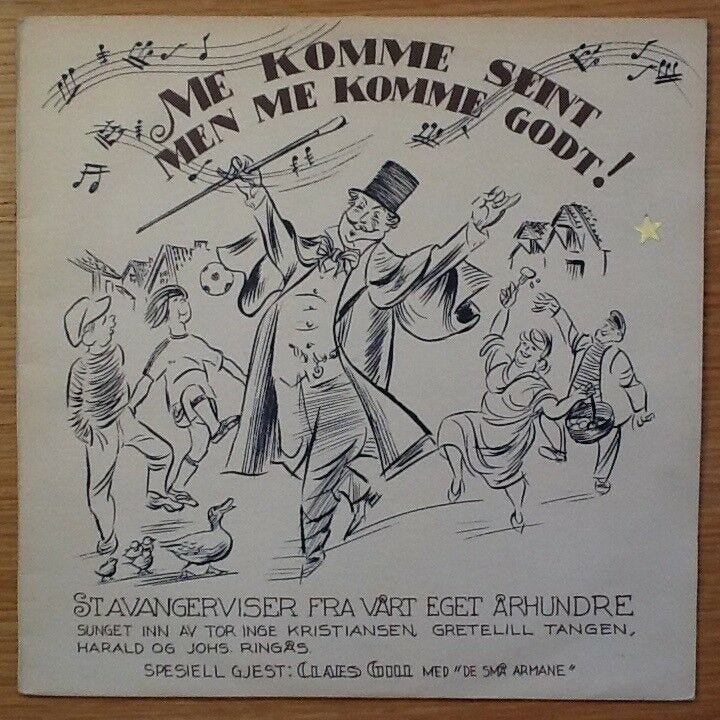 ME KOMME SEINT
MEN ME KOMME GODT!
STAVANGERVISER FRA VÅRT EGET ÅRHUNDRE
SUNGET INN AV TOR INGE KRISTIANSEN, GRETELILL TANGEN,
HARALD OG JOHS. RINGÅS.
SPESIELL GJEST: CLAES GILL MED "DE SMÅ ARMANE"